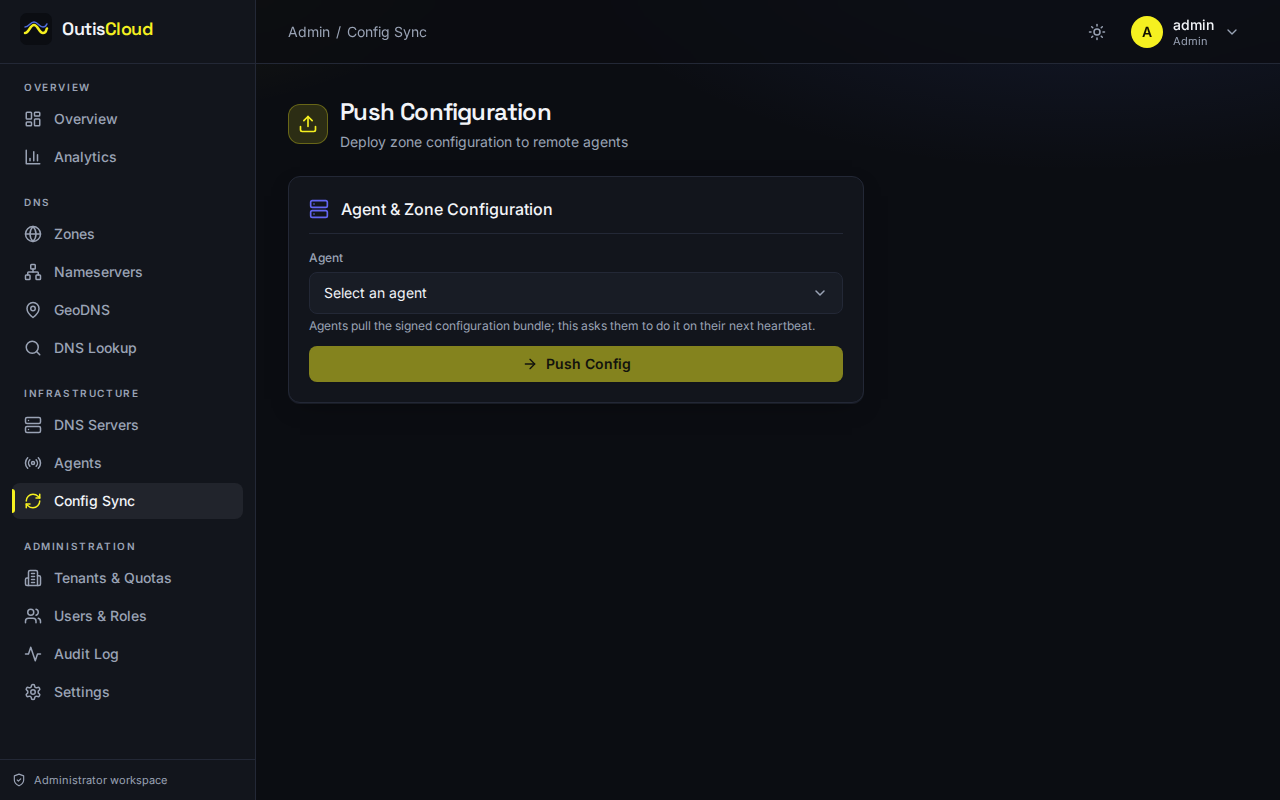 OutisCloud
OVERVIEW
Overview
Analytics
DNS
Zones
Nameservers
GeoDNS
DNS Lookup
INFRASTRUCTURE
DNS Servers
Agents
Config Sync
ADMINISTRATION
Tenants & Quotas
Users & Roles
Audit Log
Settings
Administrator workspace
Admin / Config Sync
A
admin
Admin
Push Configuration
Deploy zone configuration to remote agents
Agent & Zone Configuration
Agent
Select an agent
Agents pull the signed configuration bundle; this asks them to do it on their next heartbeat.
Push Config